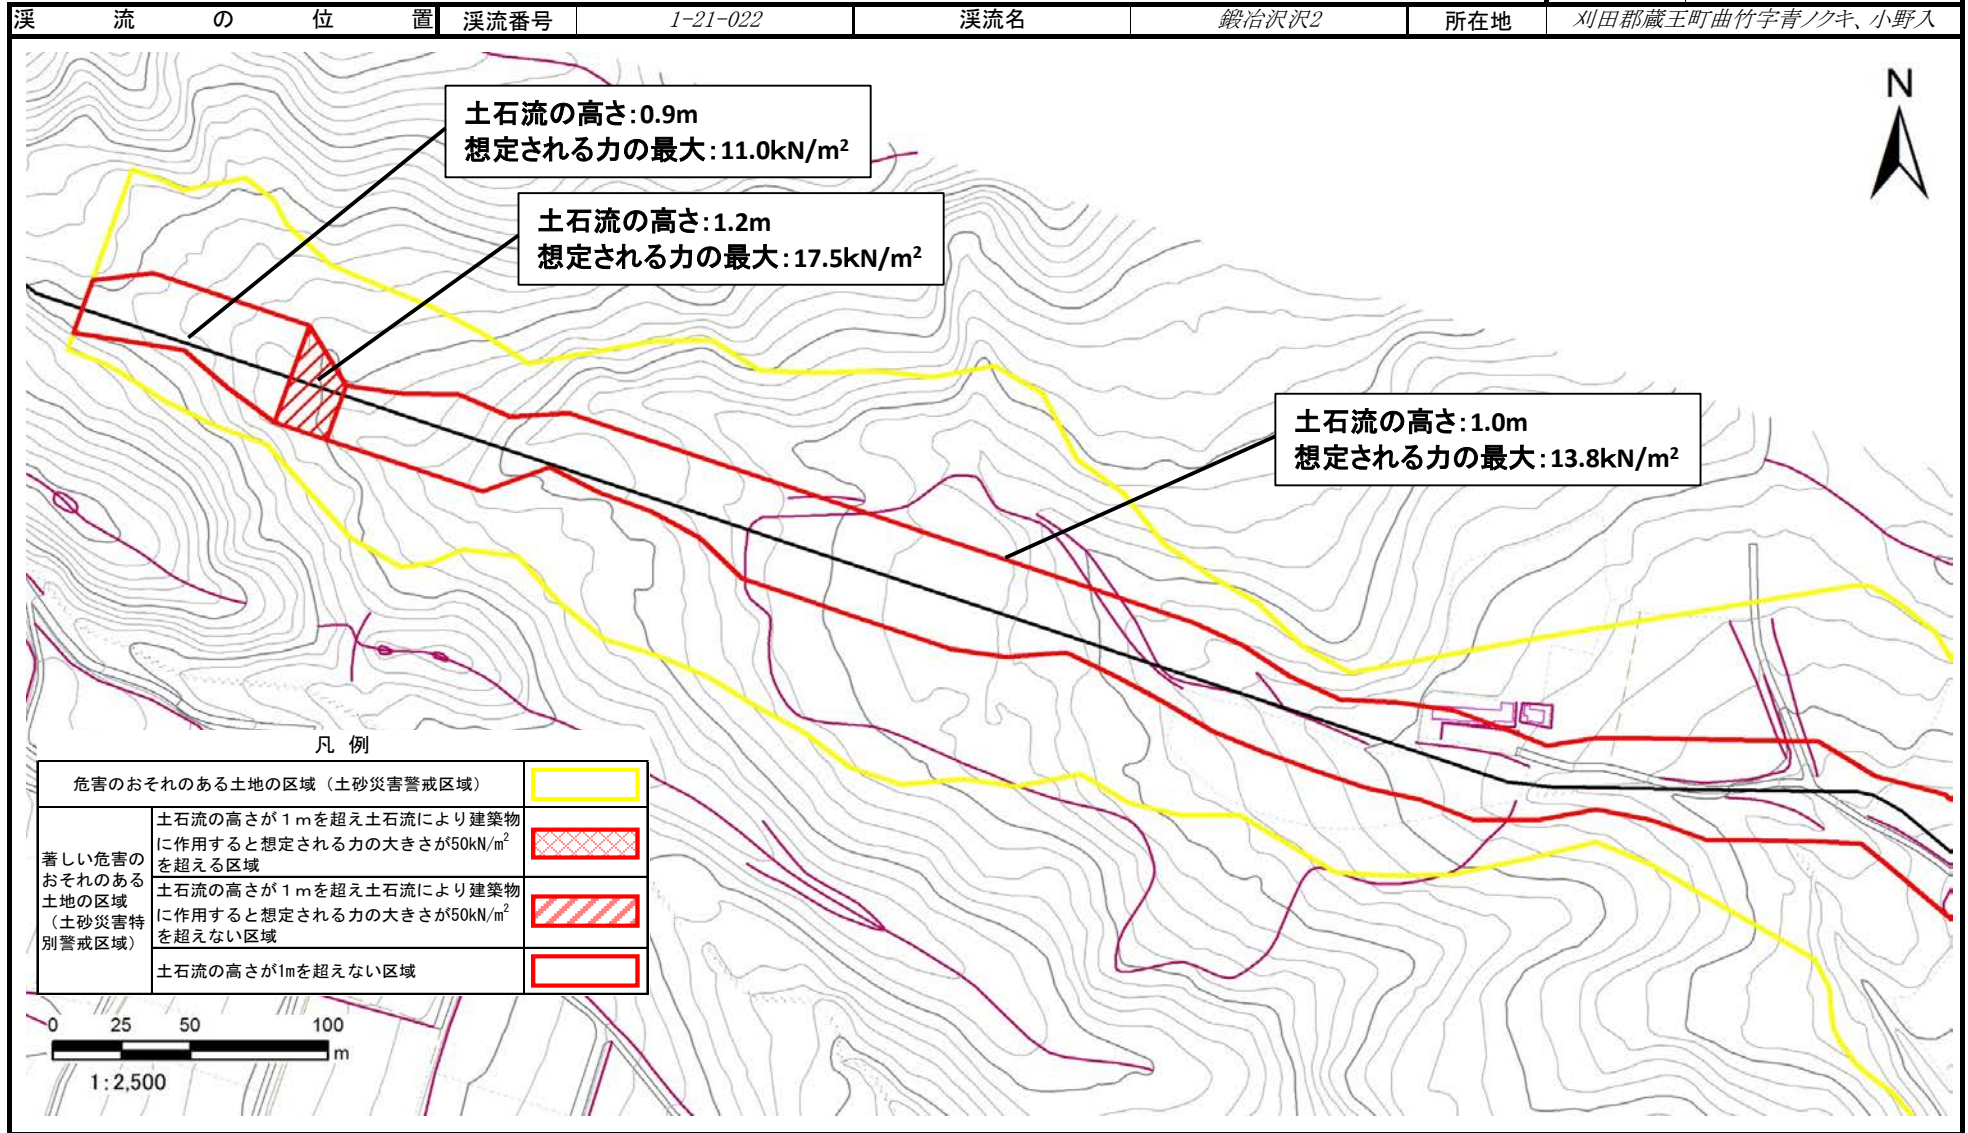 渓流の位置 渓流番号 1-21-022 渓流名 鍛冶沢沢2 所在地 刈田郡蔵王町曲竹字青ノクキ、小野入
N
土石流の高さ:0.9m
想定される力の最大:11.0kN/m²
土石流の高さ:1.2m
想定される力の最大:17.5kN/m²
土石流の高さ:1.0m
想定される力の最大:13.8kN/m²
凡 例
危害のおそれのある土地の区域（土砂災害警戒区域）
著しい危害の
おそれのある
土地の区域
（土砂災害特
別警戒区域）
土石流の高さが１ｍを超え土石流により建築物
に作用すると想定される力の大きさが50kN/m²
を超える区域
土石流の高さが１ｍを超え土石流により建築物
に作用すると想定される力の大きさが50kN/m²
を超えない区域
土石流の高さが1mを超えない区域
0 25 50 100
m
1:2,500